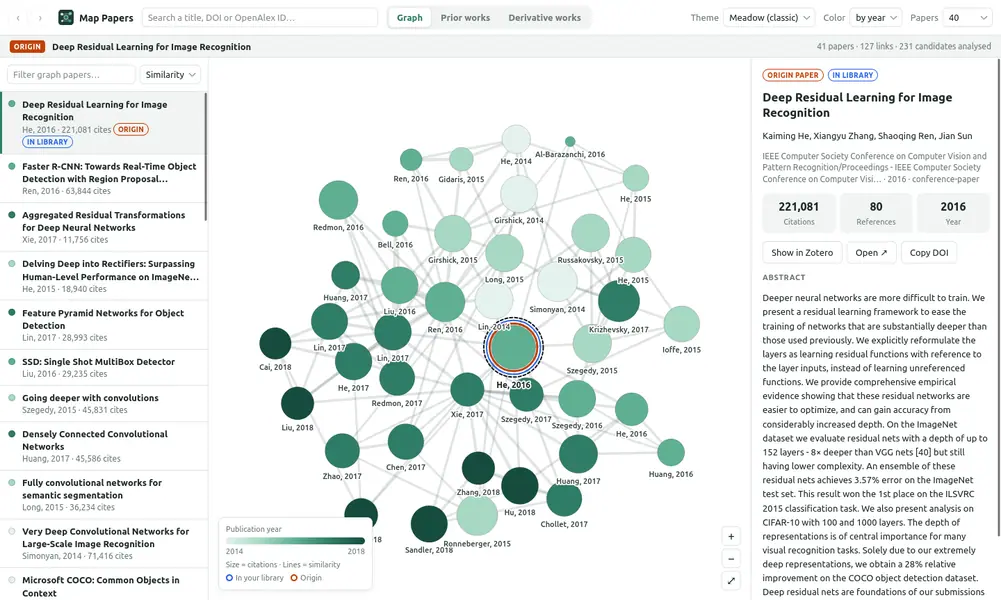 Map Papers
Search a title, DOI or OpenAlex ID…
Graph
Prior works
Derivative works
Theme
Meadow (classic)
Color
by year
Papers
40
ORIGIN
Deep Residual Learning for Image Recognition
41 papers · 127 links · 231 candidates analysed
Filter graph papers…
Similarity
Deep Residual Learning for Image
Recognition
He, 2016 · 221,081 cites
ORIGIN
IN LIBRARY
Faster R-CNN: Towards Real-Time Object
Detection with Region Proposal…
Ren, 2016 · 63,844 cites
Aggregated Residual Transformations
for Deep Neural Networks
Xie, 2017 · 11,756 cites
Delving Deep into Rectifiers: Surpassing
Human-Level Performance on ImageNe…
He, 2015 · 18,940 cites
Feature Pyramid Networks for Object
Detection
Lin, 2017 · 28,993 cites
SSD: Single Shot MultiBox Detector
Liu, 2016 · 29,235 cites
Going deeper with convolutions
Szegedy, 2015 · 45,831 cites
Densely Connected Convolutional
Networks
Huang, 2017 · 45,586 cites
Fully convolutional networks for
semantic segmentation
Long, 2015 · 36,234 cites
Very Deep Convolutional Networks for
Large-Scale Image Recognition
Simonyan, 2014 · 71,416 cites
Microsoft COCO: Common Objects in
Context
He, 2014
Al-Barazanchi, 2016
Ren, 2016
Gidaris, 2015
He, 2015
Girshick, 2014
Redmon, 2016
Bell, 2016
Girshick, 2015
Russakovsky, 2015
Long, 2015
He, 2015
Huang, 2017
Liu, 2016
Simonyan, 2014
Ren, 2016
Lin, 2014
Krizhevsky, 2017
Lin, 2017
Lin, 2017
Ioffe, 2015
Cai, 2018
He, 2017
Szegedy, 2015
He, 2016
Redmon, 2017
Xie, 2017
Szegedy, 2017
Szegedy, 2016
Liu, 2018
He, 2016
Zhao, 2017
Chen, 2017
Huang, 2016
Huang, 2017
Zhang, 2018
Hu, 2018
Chollet, 2017
18
Ronneberger, 2015
Sandler, 2018
Publication year
2014
2018
Size = citations · Lines = similarity
In your library
Origin
+
−
ORIGIN PAPER
IN LIBRARY
Deep Residual Learning for Image
Recognition
Kaiming He, Xiangyu Zhang, Shaoqing Ren, Jian Sun
IEEE Computer Society Conference on Computer Vision and
Pattern Recognition/Proceedings - IEEE Computer Society
Conference on Computer Visi… · 2016 · conference-paper
221,081
Citations
80
References
2016
Year
Show in Zotero
Open ↗
Copy DOI
ABSTRACT
Deeper neural networks are more difficult to train. We
present a residual learning framework to ease the
training of networks that are substantially deeper than
those used previously. We explicitly reformulate the
layers as learning residual functions with reference to
the layer inputs, instead of learning unreferenced
functions. We provide comprehensive empirical
evidence showing that these residual networks are
easier to optimize, and can gain accuracy from
considerably increased depth. On the ImageNet
dataset we evaluate residual nets with a depth of up to
152 layers - 8× deeper than VGG nets [40] but still
having lower complexity. An ensemble of these
residual nets achieves 3.57% error on the ImageNet
test set. This result won the 1st place on the ILSVRC
2015 classification task. We also present analysis on
CIFAR-10 with 100 and 1000 layers. The depth of
representations is of central importance for many
visual recognition tasks. Solely due to our extremely
deep representations, we obtain a 28% relative
improvement on the COCO object detection dataset.
Deep residual nets are foundations of our submissions